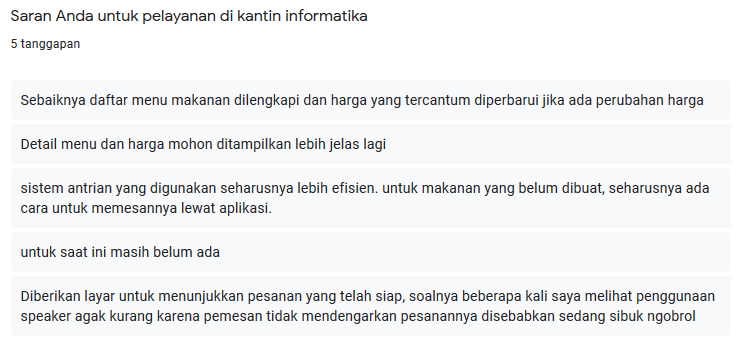 Saran Anda untuk pelayanan di kantin informatika
5 tanggapan
Sebaiknya daftar menu makanan dilengkapi dan harga yang tercantum diperbarui jika ada perubahan harga
Detail menu dan harga mohon ditampilkan lebih jelas lagi
sistem antrian yang digunakan seharusnya lebih efisien. untuk makanan yang belum dibuat, seharusnya ada
cara untuk memesannya lewat aplikasi.
untuk saat ini masih belum ada
Diberikan layar untuk menunjukkan pesanan yang telah siap, soalnya beberapa kali saya melihat penggunaan
speaker agak kurang karena pemesan tidak mendengarkan pesanannya disebabkan sedang sibuk ngobrol